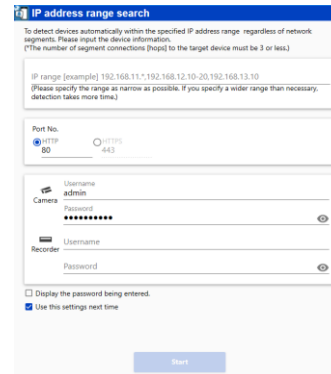 IP address range search
To detect devices automatically within the specified IP address range regardless of network
segments. Please input the device information.
(*The number of segment connections [hops] to the target device must be 3 or less.)
IP range [example] 192.168.11.*,192.168.12.10-20,192.168.13.10
(Please specify the range as narrow as possible. If you specify a wider range than necessary,
detection takes more time.)
Port No.
HTTP HTTPS
80 443
Username
admin
Camera
Password
••••••••••
Username
Recorder
Password
Display the password being entered.
Use this settings next time
Start